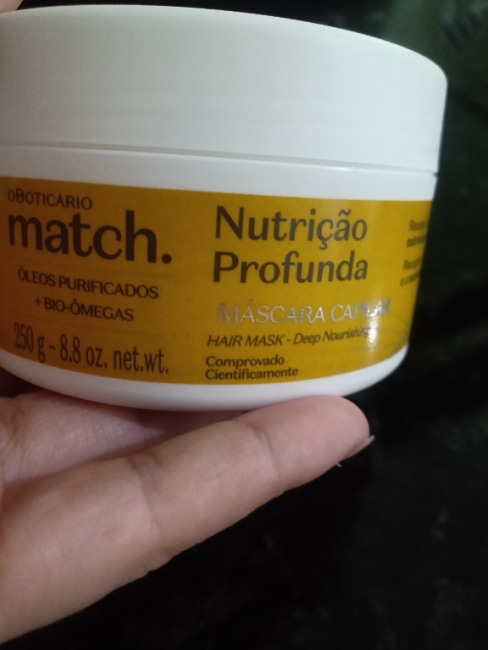 oBOTICÁRIO
match.
ÓLEOS PURIFICADOS
+ BIO-ÔMEGAS
250 g - 8.8 oz. net.wt.
Nutrição
Profunda
MÁSCARA CAPILAR
HAIR MASK - Deep Nourishing
Comprovado
Cientificamente